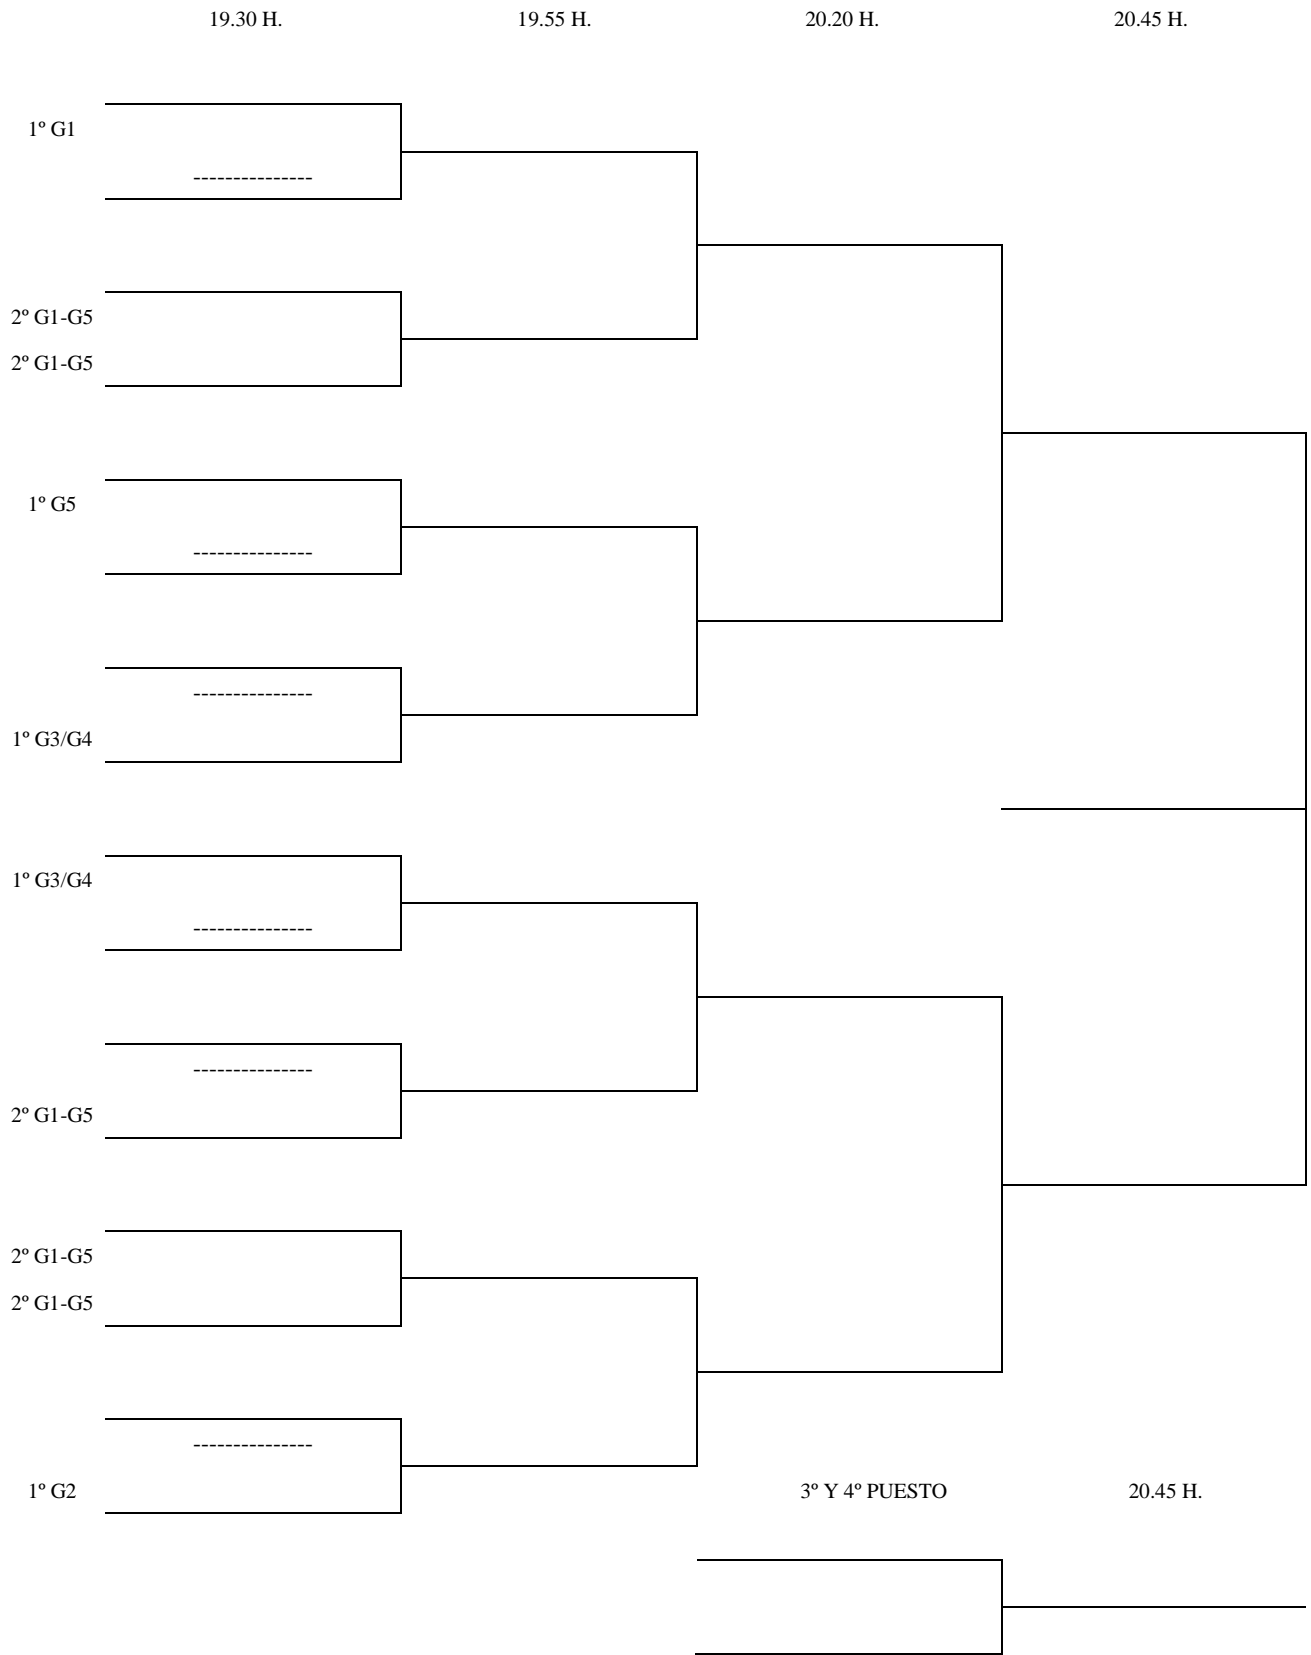 19.30 H. 19.55 H. 20.20 H. 20.45 H.
1º G1
---------------
2º G1-G5
2º G1-G5
1º G5
---------------
---------------
1º G3/G4
1º G3/G4
---------------
---------------
2º G1-G5
2º G1-G5
2º G1-G5
---------------
1º G2 3º Y 4º PUESTO 20.45 H.